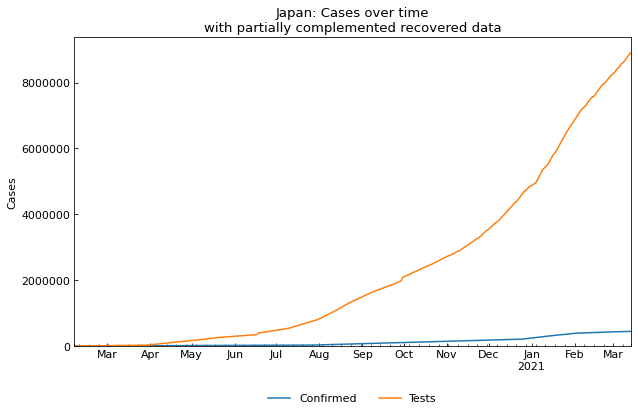 Japan: Cases over time
with partially complemented recovered data
Cases
8000000
6000000
4000000
2000000
0
Mar Apr May Jun Jul Aug Sep Oct Nov Dec Jan Feb Mar
2021
Confirmed Tests